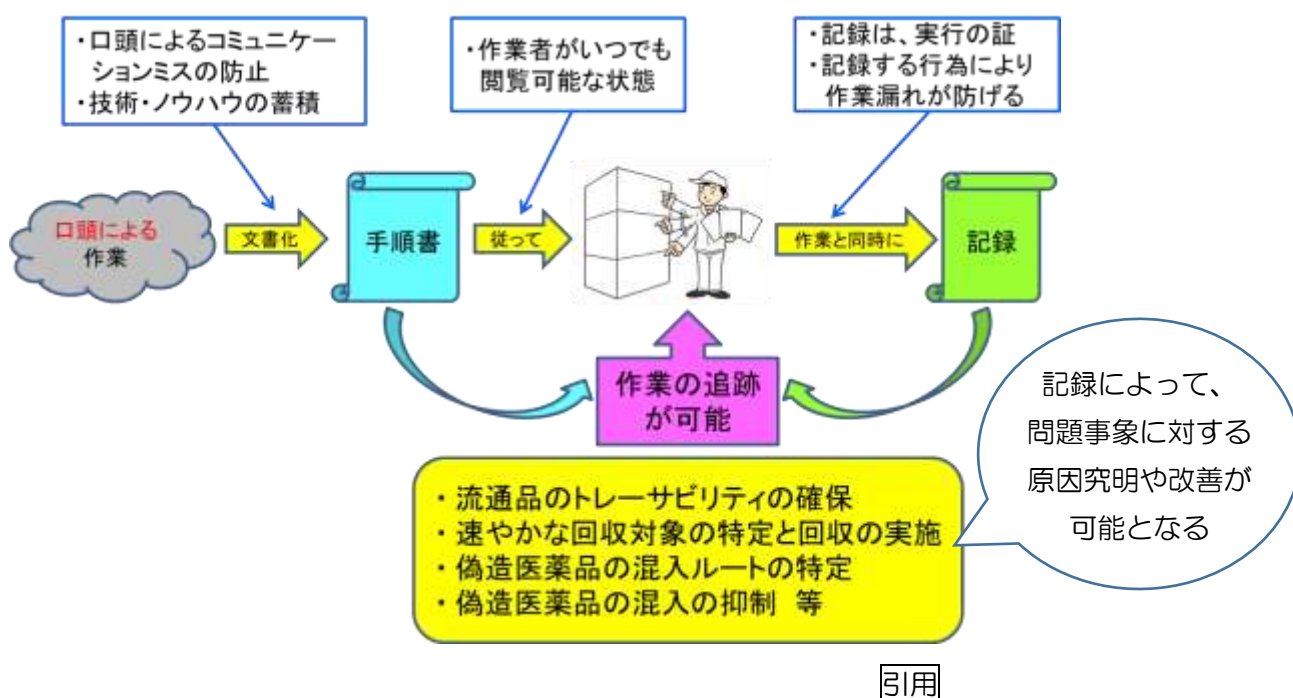 ・口頭によるコミュニケー
ションミスの防止
・技術・ノウハウの蓄積
・作業者がいつでも
閲覧可能な状態
・記録は、実行の証
・記録する行為により
作業漏れが防げる
口頭による
作業
文書化
手順書
従って
作業と同時に
記録
作業の追跡
が可能
記録によって、
問題事象に対する
原因究明や改善が
可能となる
・流通品のトレーサビリティの確保
・速やかな回収対象の特定と回収の実施
・偽造医薬品の混入ルートの特定
・偽造医薬品の混入の抑制 等
引用